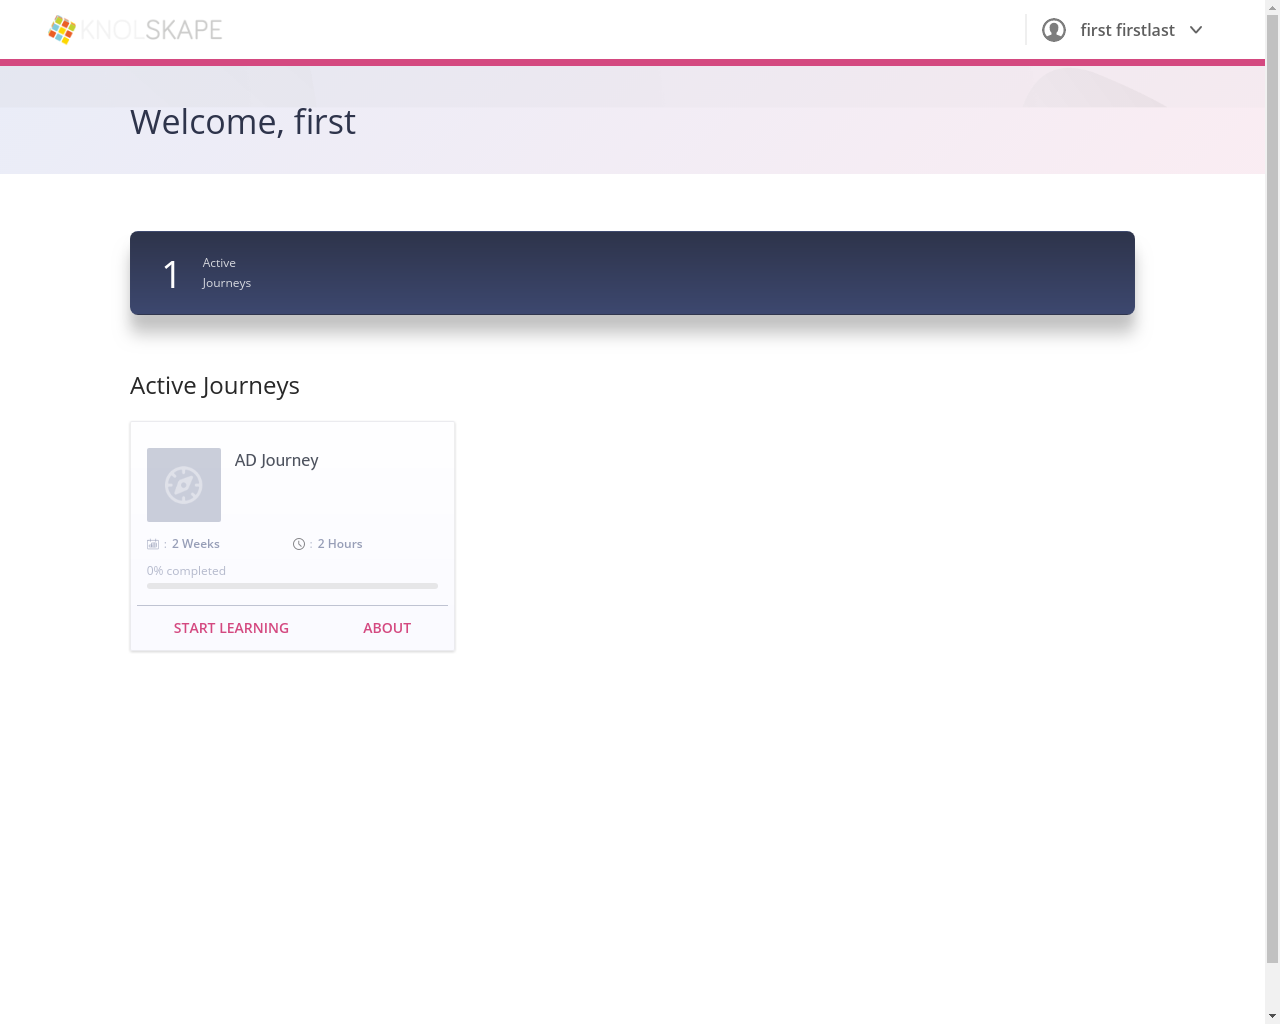 KNOLSKAPE
first firstlast
Welcome, first
1
Active
Journeys
Active Journeys
AD Journey
: 2 Weeks
: 2 Hours
0% completed
START LEARNING
ABOUT